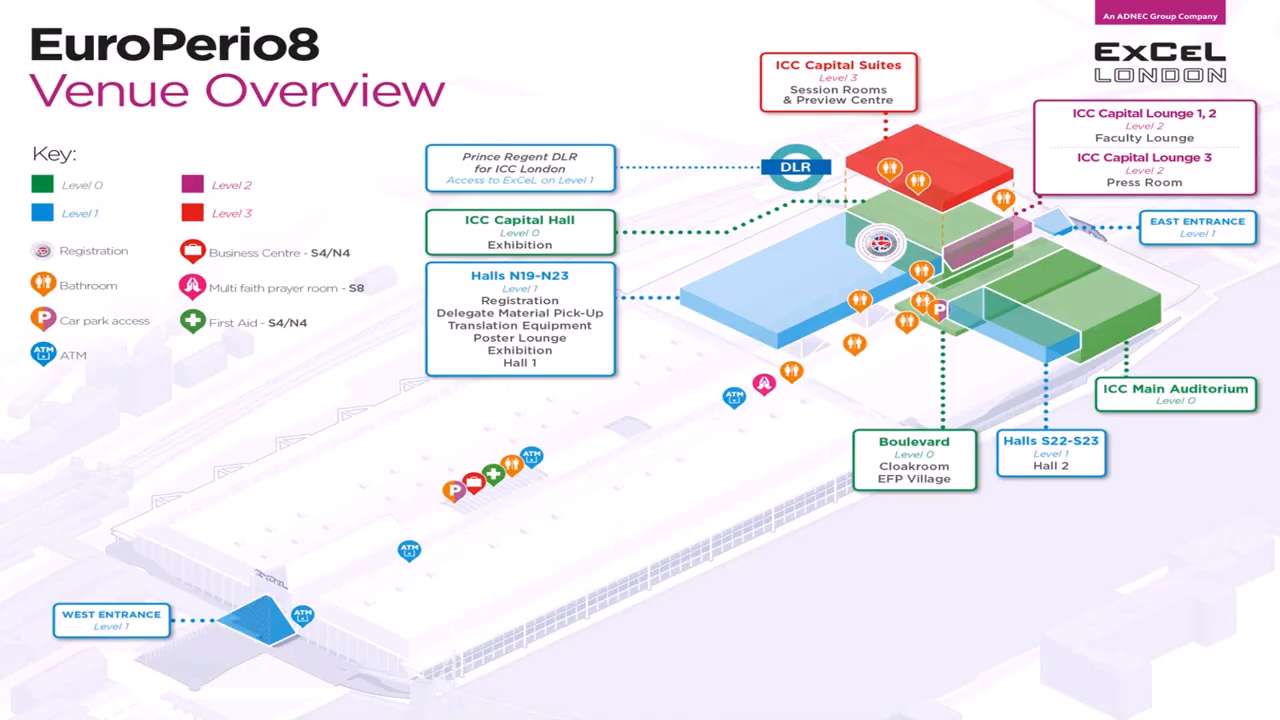 EuroPerio8
Venue Overview
An ADNEC Group Company
ExCeL
LONDON
Key:
Level 0
Level 2
Level 1
Level 3
Registration
Business Centre - S4/N4
Bathroom
Multi faith prayer room - S8
Car park access
First Aid - S4/N4
ATM
ATM
P
ICC Capital Suites
Level 3
Session Rooms
& Preview Centre
ICC Capital Lounge 1, 2
Level 2
Faculty Lounge
ICC Capital Lounge 3
Level 2
Press Room
Prince Regent DLR
for ICC London
Access to ExCeL on Level 1
DLR
ICC Capital Hall
Level 0
Exhibition
EAST ENTRANCE
Level 1
Halls N19-N23
Level 1
Registration
Delegate Material Pick-Up
Translation Equipment
Poster Lounge
Exhibition
Hall 1
P
ATM
ICC Main Auditorium
Level 0
Boulevard
Level 0
Cloakroom
EFP Village
Halls S22-S23
Level 1
Hall 2
ATM
P
ATM
ExCeL
WEST ENTRANCE
Level 1
ATM